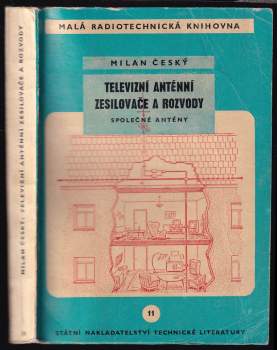 MALÁ RADIOTECHNICKÁ KNIHOVNA
MILAN ČESKÝ
TELEVIZNÍ ANTÉNNÍ
ZESILOVAČE A ROZVODY
SPOLEČNÉ ANTÉNY
11
STÁTNÍ NAKLADATELSTVÍ TECHNICKÉ LITERATURY
MILAN ČESKÝ: TELEVIZNÍ ANTÉNNÍ ZESILOVAČE A ROZVODY